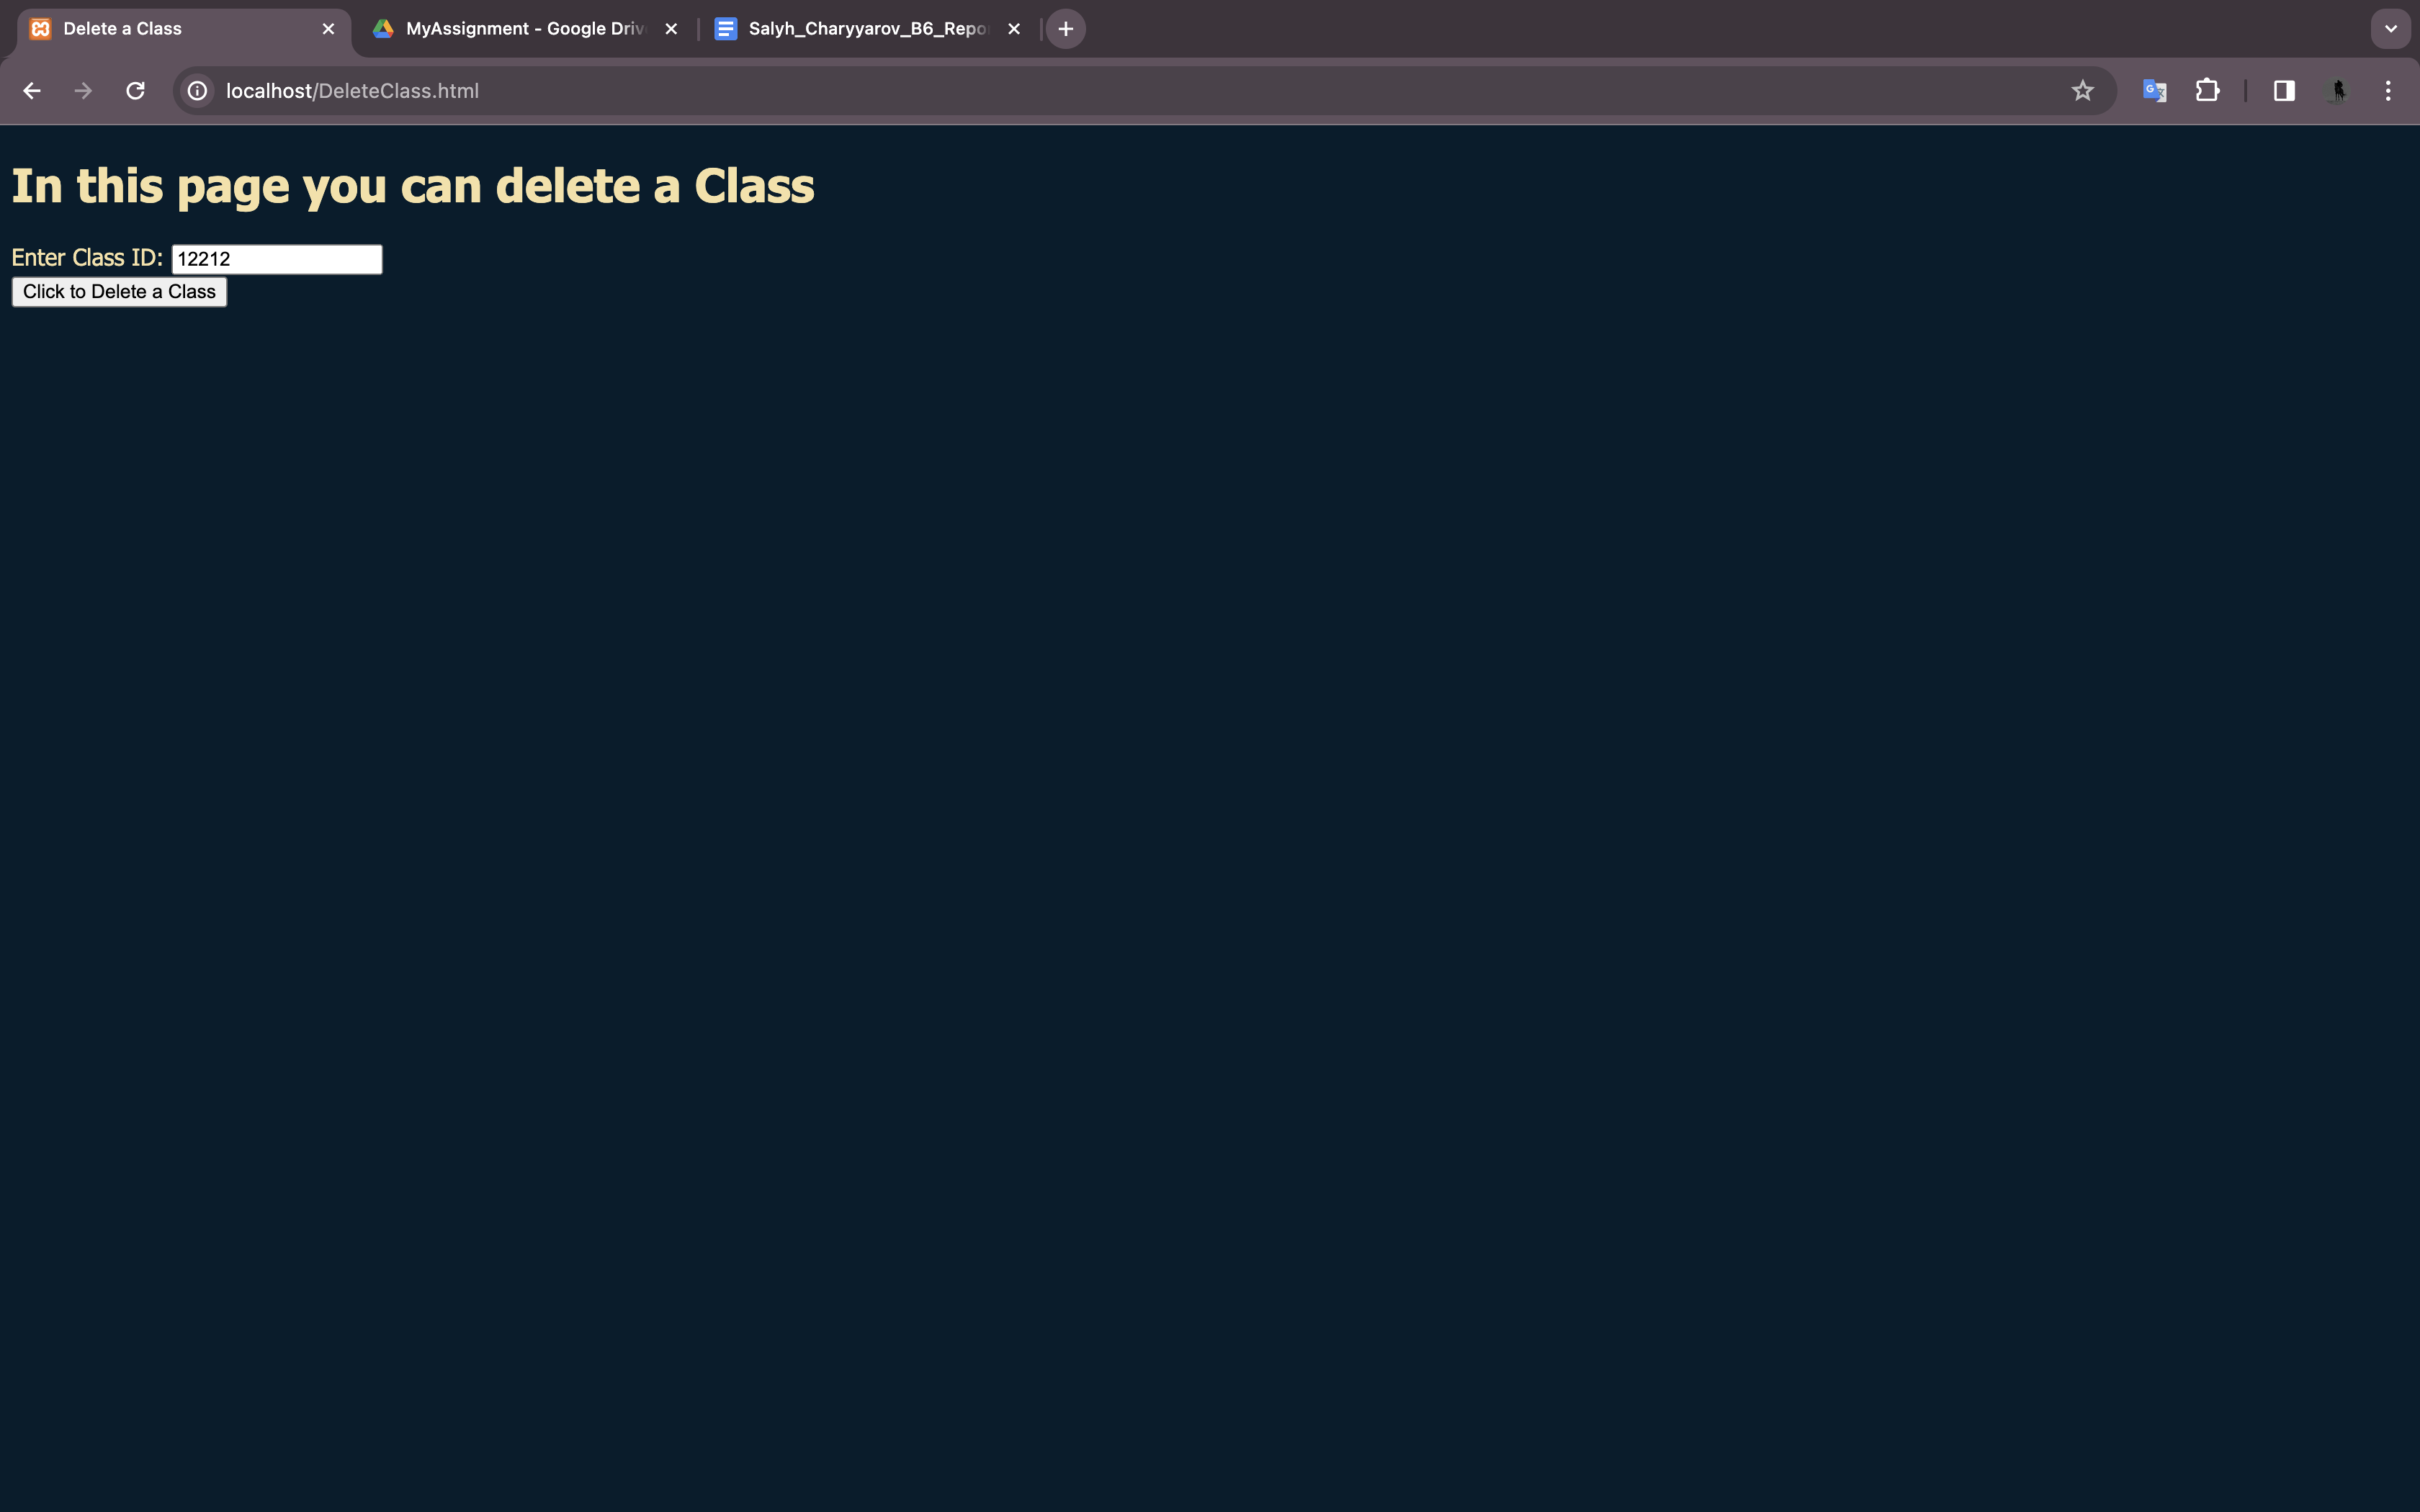 Delete a Class
MyAssignment - Google Driv
Salyh_Charyyarov_B6_Repo
localhost/DeleteClass.html
In this page you can delete a Class
Enter Class ID: 12212
Click to Delete a Class